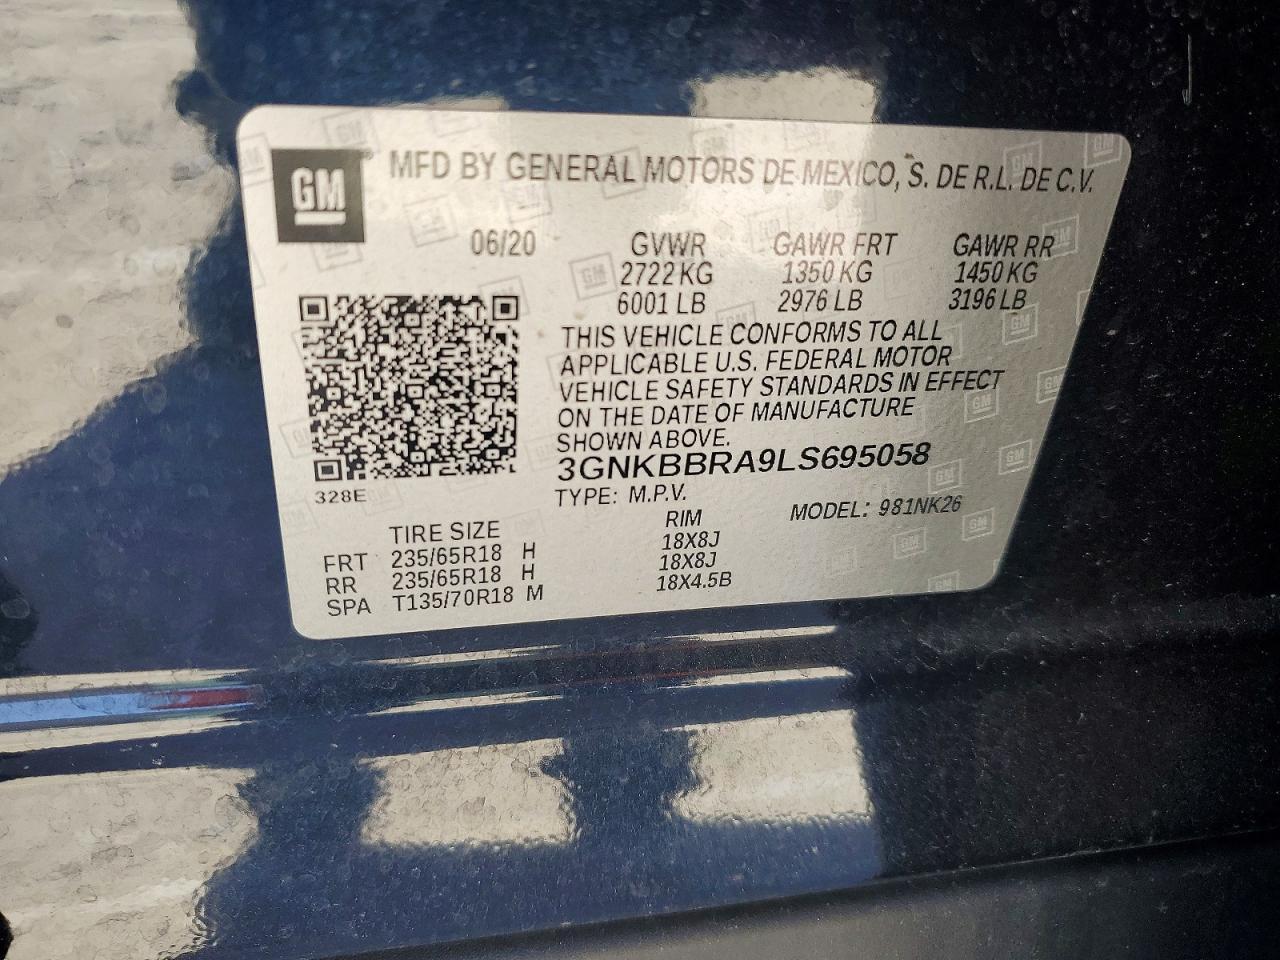 GM MFD BY GENERAL MOTORS DE MEXICO, S. DE R.L. DE C.V.
06/20 GVWR GAWR FRT GAWR RR
2722 KG 1350 KG 1450 KG
6001 LB 2976 LB 3196 LB
THIS VEHICLE CONFORMS TO ALL
APPLICABLE U.S. FEDERAL MOTOR
VEHICLE SAFETY STANDARDS IN EFFECT
ON THE DATE OF MANUFACTURE
SHOWN ABOVE.
3GNKBBRA9LS695058
328E
TYPE: M.P.V. MODEL: 981NK26
TIRE SIZE RIM
FRT 235/65R18 H 18X8J
RR 235/65R18 H 18X8J
SPA T135/70R18 M 18X4.5B